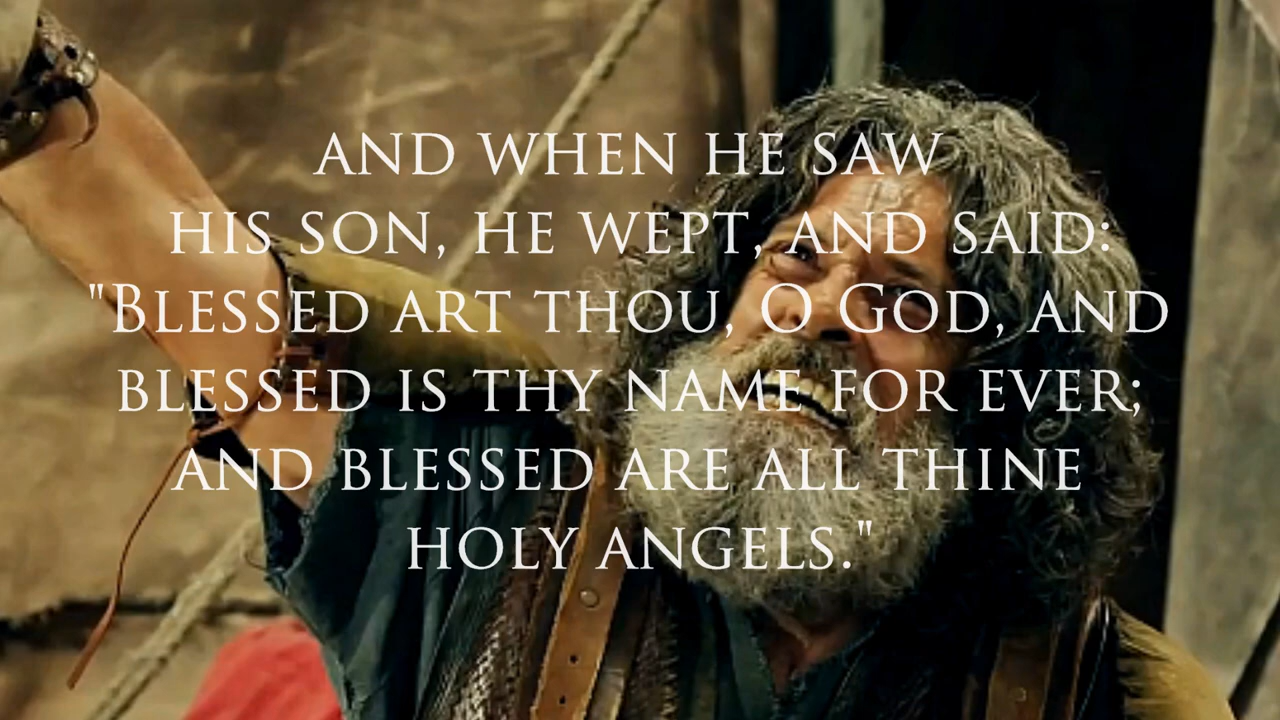 AND WHEN HE SAW
HIS SON, HE WEPT, AND SAID:
"BLESSED ART THOU, O GOD, AND
BLESSED IS THY NAME FOR EVER;
AND BLESSED ARE ALL THINE
HOLY ANGELS."